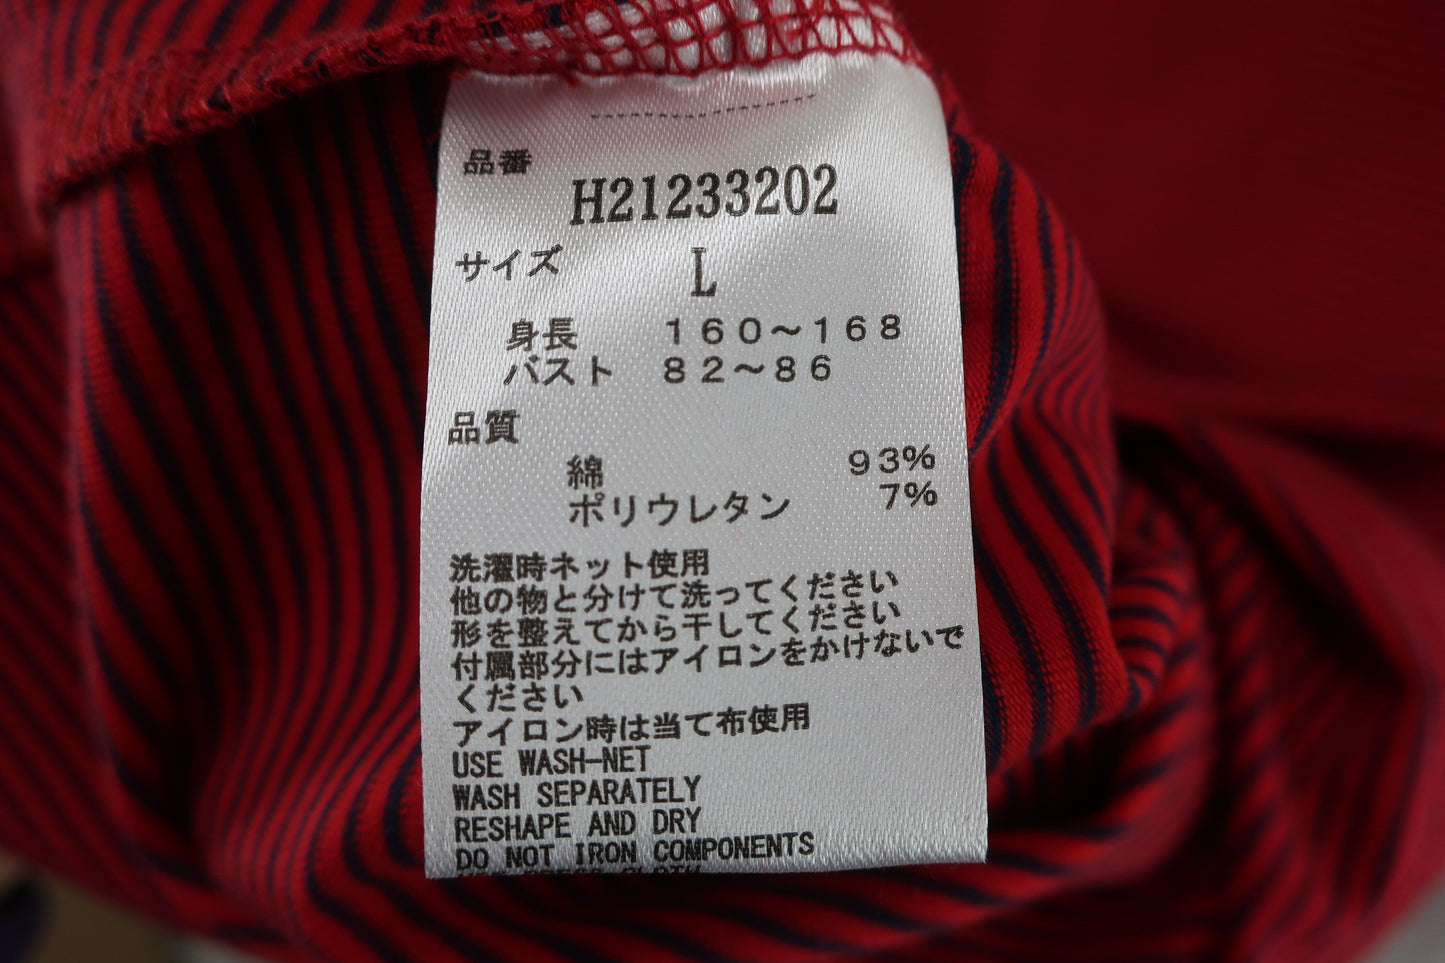 品番
H21233202
サイズ L
身長 160～168
バスト 82～86
品質
綿 93%
ポリウレタン 7%
洗濯時ネット使用
他の物と分けて洗ってください
形を整えてから干してください
付属部分にはアイロンをかけないで
ください
アイロン時は当て布使用
USE WASH-NET
WASH SEPARATELY
RESHAPE AND DRY
DO NOT IRON COMPONENTS